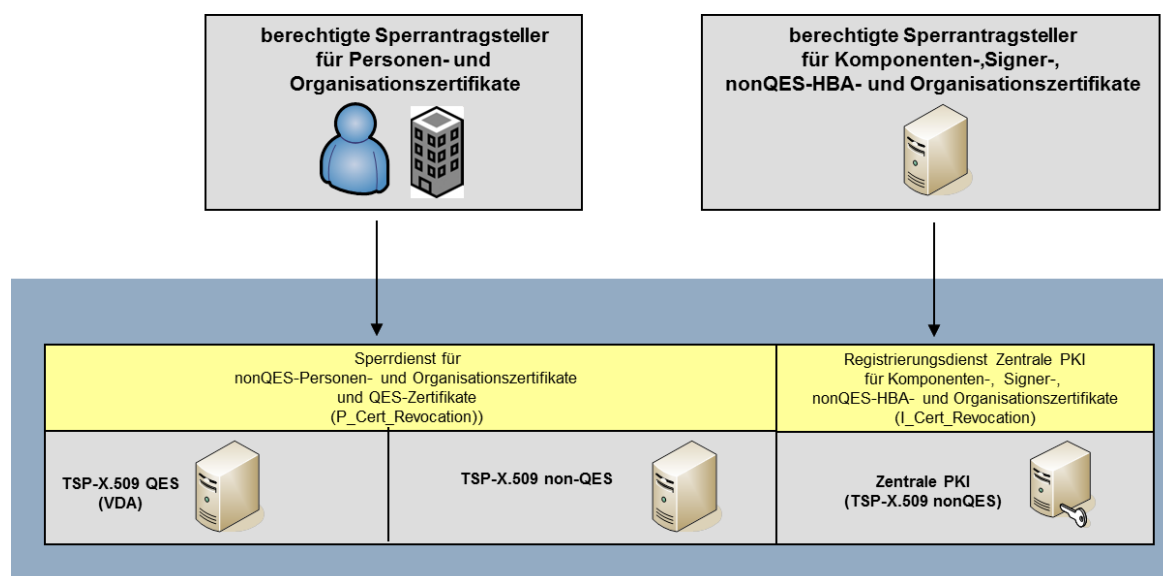 berechtigte Sperrantragsteller
für Personen- und
Organisationszertifikate
berechtigte Sperrantragsteller
für Komponenten-,Signer-,
nonQES-HBA- und Organisationszertifikate
Sperrdienst für
nonQES-Personen- und Organisationszertifikate
und QES-Zertifikate
(P_Cert_Revocation))
Registrierungsdienst Zentrale PKI
für Komponenten-, Signer-,
nonQES-HBA- und Organisationszertifikate
(I_Cert_Revocation)
TSP-X.509 QES
(VDA)
TSP-X.509 non-QES
Zentrale PKI
(TSP-X.509 nonQES)